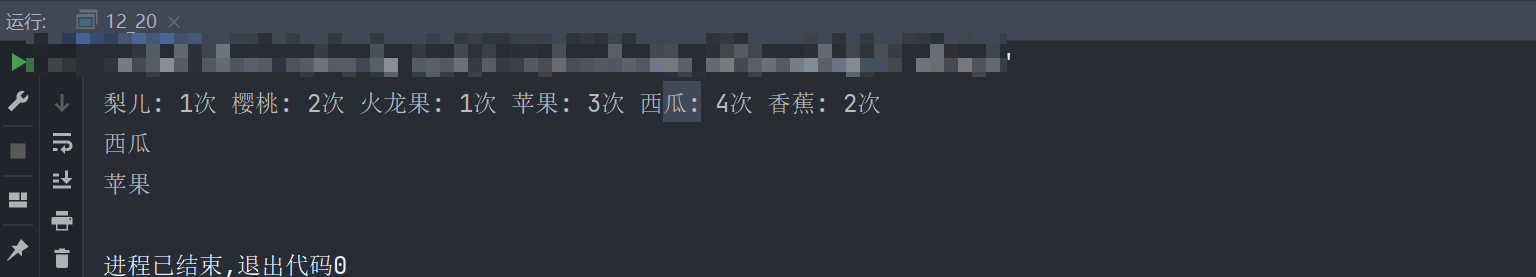 运行: 12_20
'
梨儿: 1次 樱桃: 2次 火龙果: 1次 苹果: 3次 西瓜: 4次 香蕉: 2次
西瓜
苹果
进程已结束,退出代码0